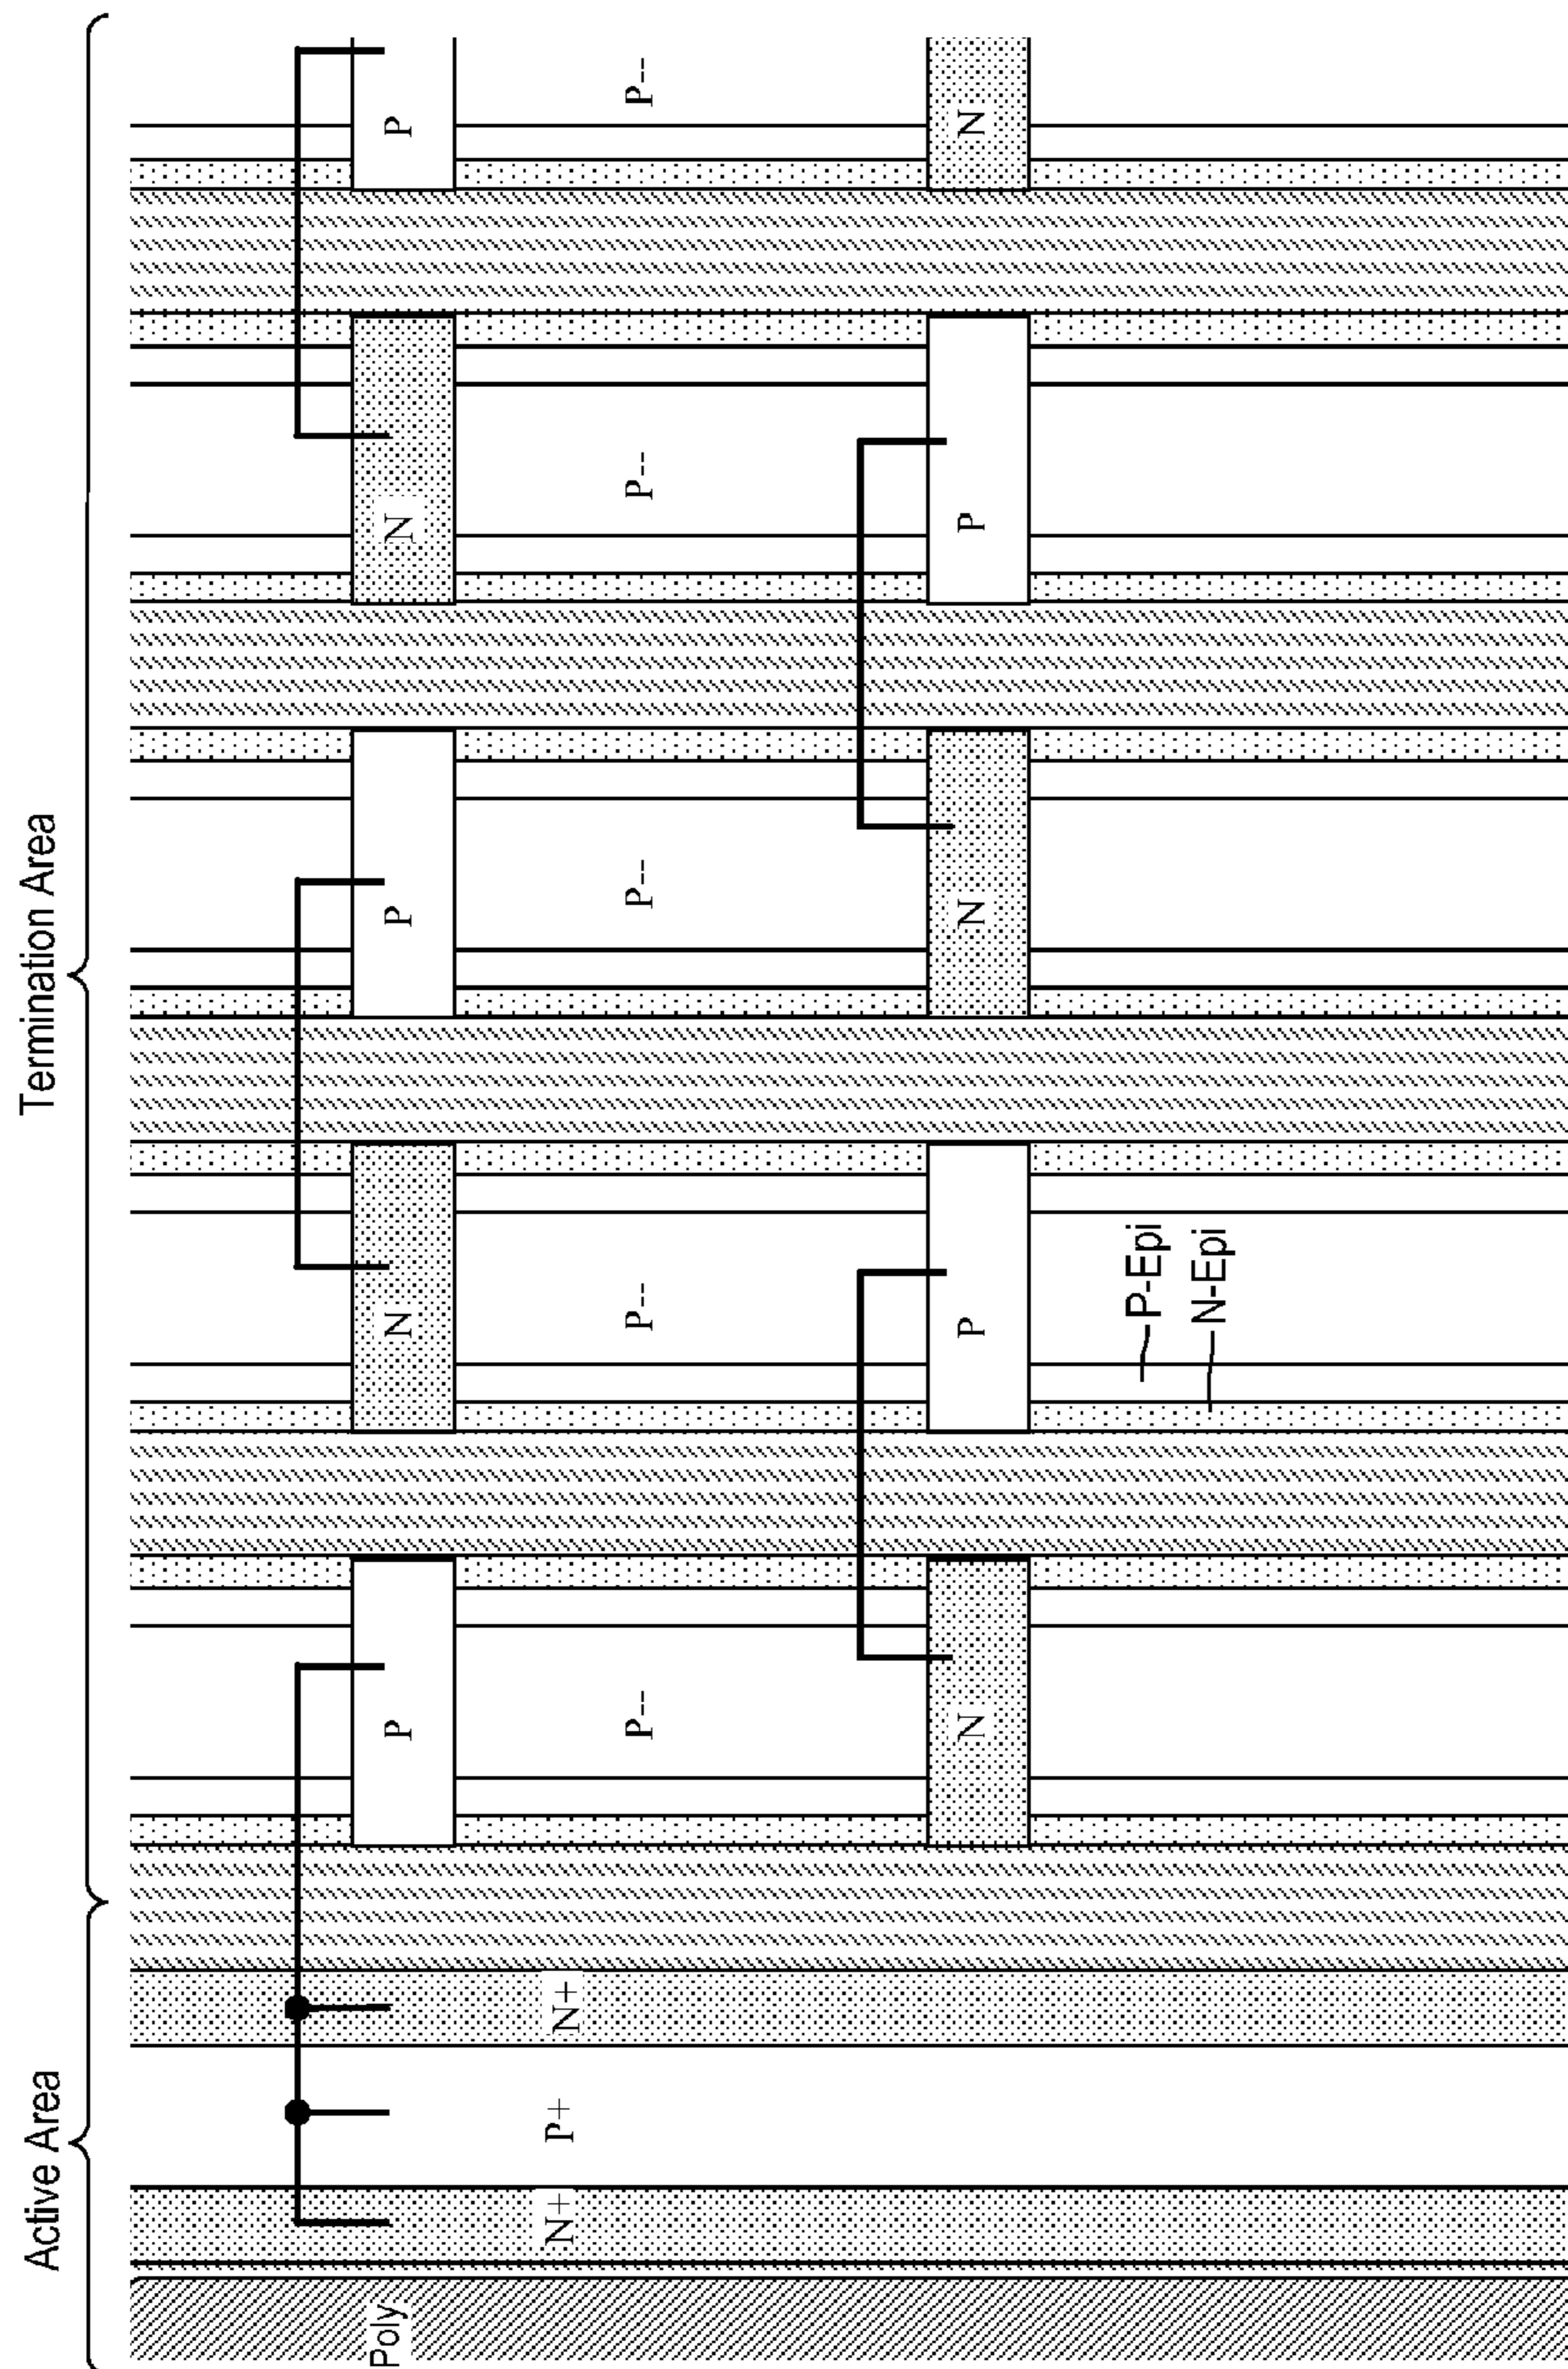 Active Area
Termination Area
Poly
P
N
P
N
P
N+
P+
N+
P--
P--
P--
P--
P--
N
P
N
P
N
P-Epi
N-Epi